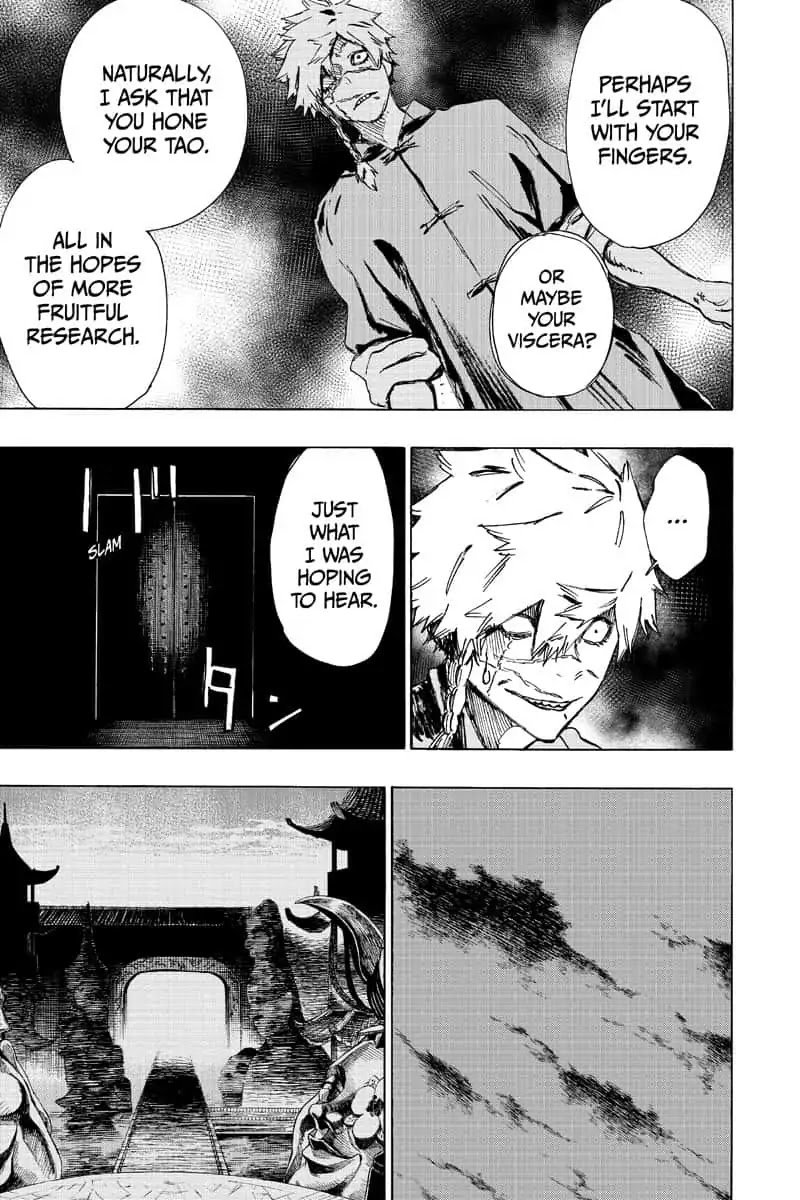 PERHAPS
I'LL START
WITH YOUR
FINGERS.
OR
MAYBE
YOUR
VISCERA?
NATURALLY,
I ASK THAT
YOU HONE
YOUR TAO.
ALL IN
THE HOPES
OF MORE
FRUITFUL
RESEARCH.
...
JUST
WHAT
I WAS
HOPING
TO HEAR.
SLAM